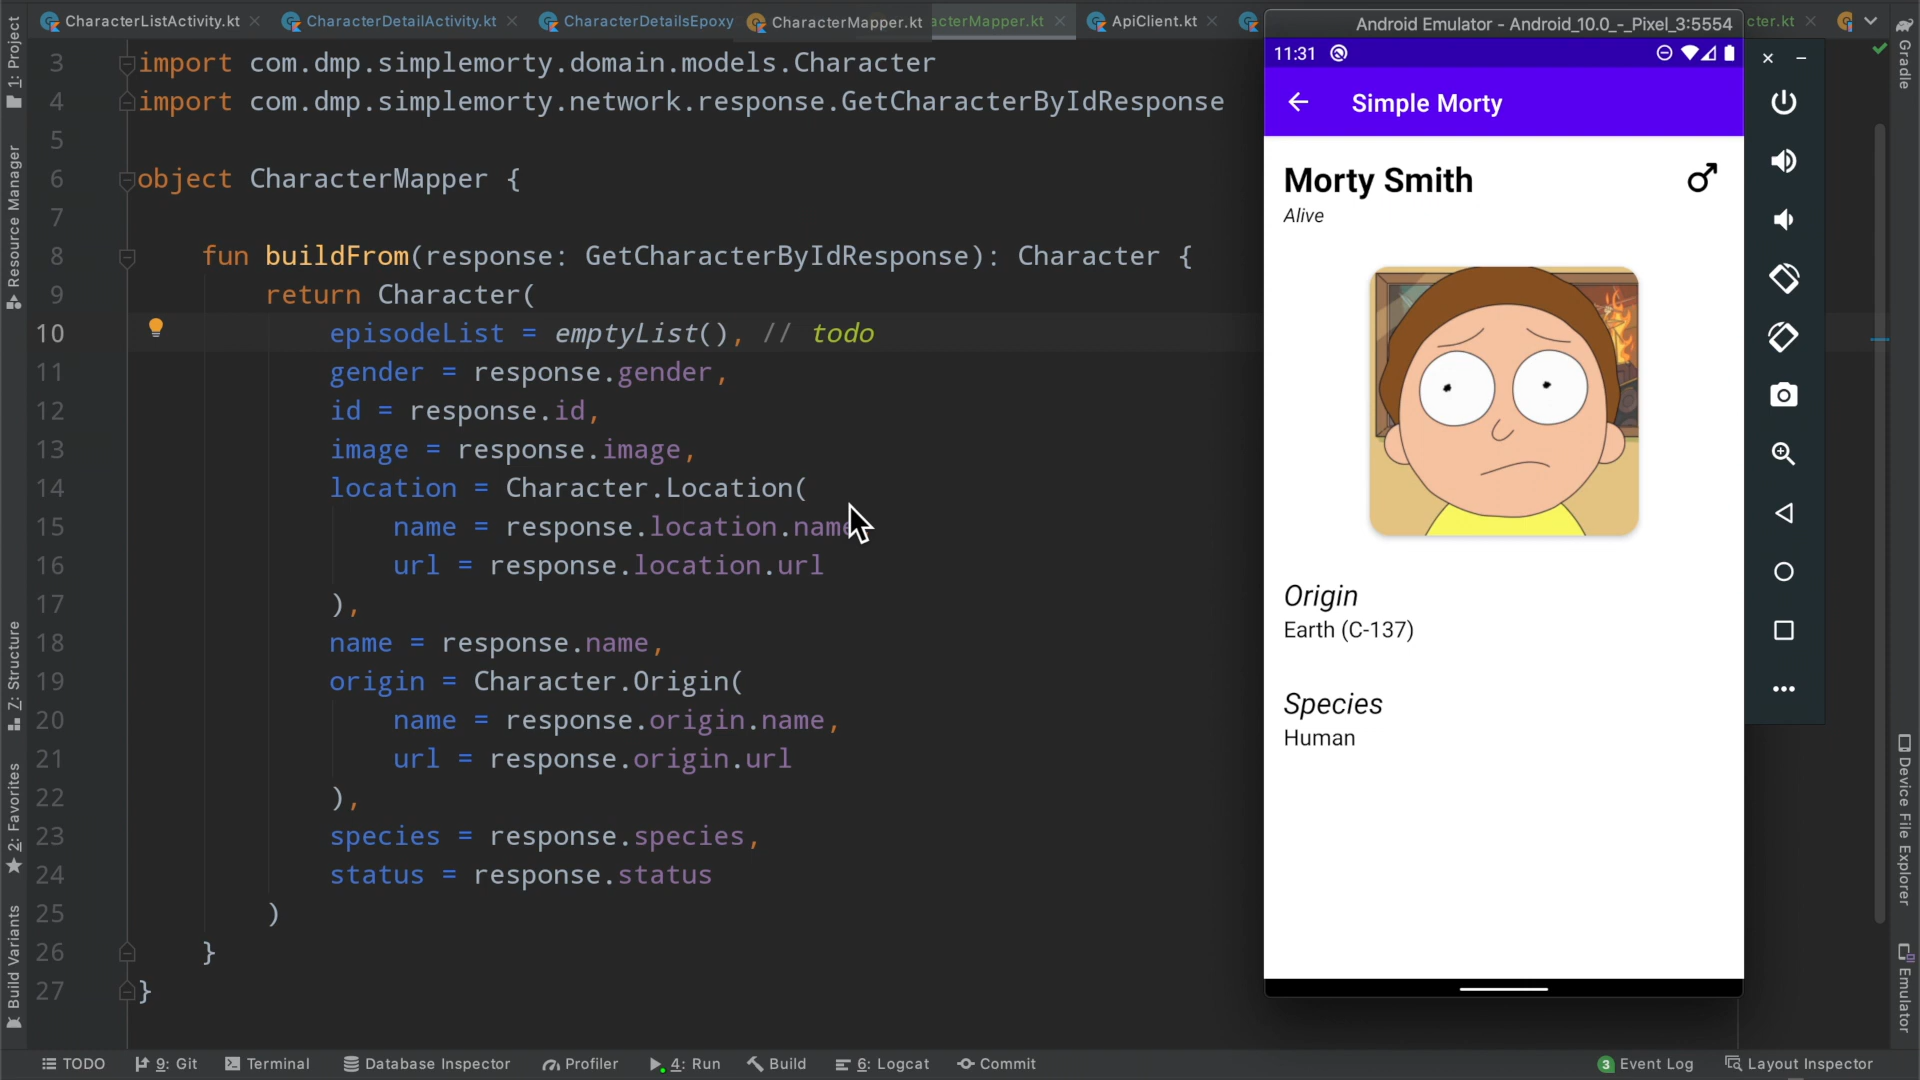 CharacterListActivity.kt CharacterDetailActivity.kt CharacterDetailsEpoxy CharacterMapper.kt acterMapper.kt ApiClient.kt cter.kt
Android Emulator - Android_10.0_-_Pixel_3:5554
1: Project
Resource Manager
Z: Structure
2: Favorites
Build Variants
3 import com.dmp.simplemorty.domain.models.Character
4 import com.dmp.simplemorty.network.response.GetCharacterByIdResponse
5
6 object CharacterMapper {
7
8 fun buildFrom(response: GetCharacterByIdResponse): Character {
9 return Character(
10 episodeList = emptyList(), // todo
11 gender = response.gender,
12 id = response.id,
13 image = response.image,
14 location = Character.Location(
15 name = response.location.name
16 url = response.location.url
17 ),
18 name = response.name,
19 origin = Character.Origin(
20 name = response.origin.name,
21 url = response.origin.url
22 ),
23 species = response.species,
24 status = response.status
25 )
26 }
27 }
11:31
Simple Morty
Morty Smith
Alive
Origin
Earth (C-137)
Species
Human
Gradle
Device File Explorer
Emulator
TODO 9: Git Terminal Database Inspector Profiler 4: Run Build 6: Logcat Commit 3 Event Log Layout Inspector